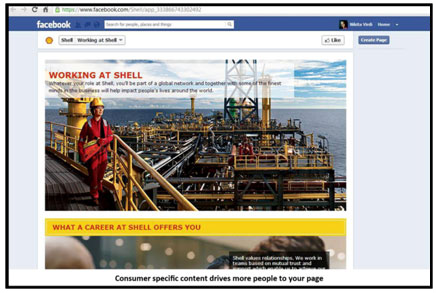 https://www.facebook.com/Shell/app_333886743302492
facebook
Search for people, places and things
Home
Shell Working at Shell
Like
Create Page
WORKING AT SHELL
Whatever your role at Shell, you'll be part of a global network and together with some of the finest
minds in the business will help impact people's lives around the world.
WHAT A CAREER AT SHELL OFFERS YOU
Shell values relationships. We work in
teams based on mutual trust and
Consumer specific content drives more people to your page